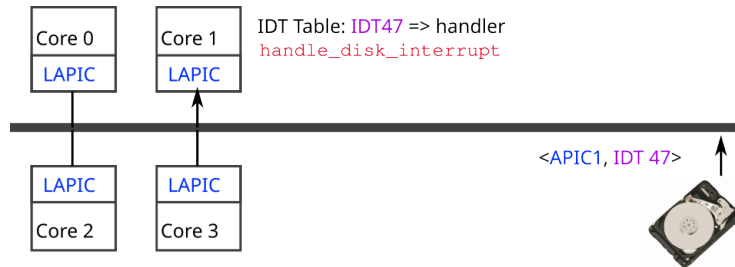 Core 0
LAPIC
Core 1
LAPIC
IDT Table: IDT47 => handler
handle_disk_interrupt
<APIC1, IDT 47>
LAPIC
Core 2
LAPIC
Core 3